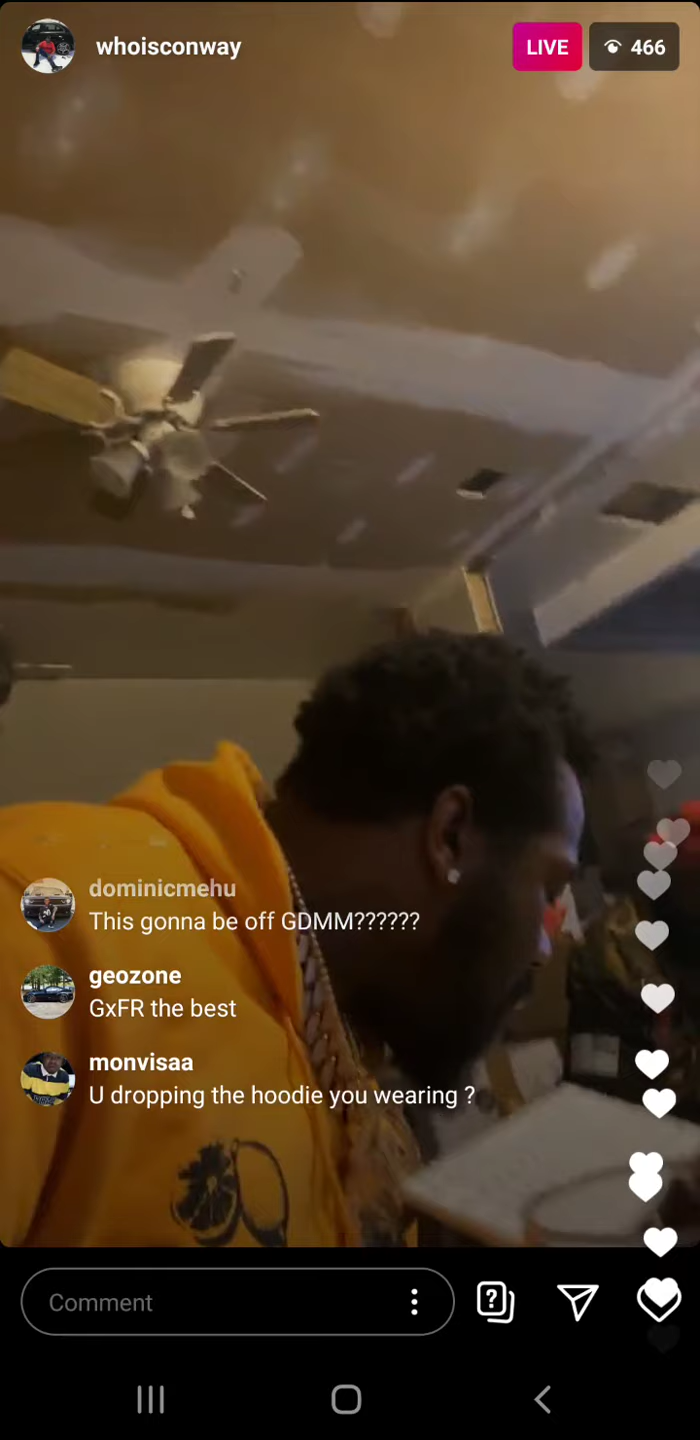 whoisconway
LIVE
466
dominicmehu
This gonna be off GDMM??????
geozone
GxFR the best
monvisaa
U dropping the hoodie you wearing ?
Comment